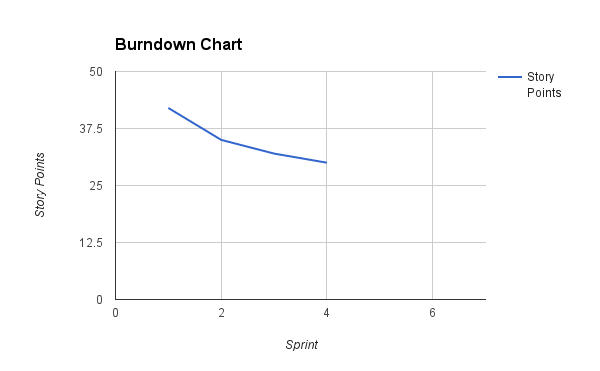 Burndown Chart
50
37.5
25
12.5
0
0 2 4 6
Story Points
Sprint
Story
Points